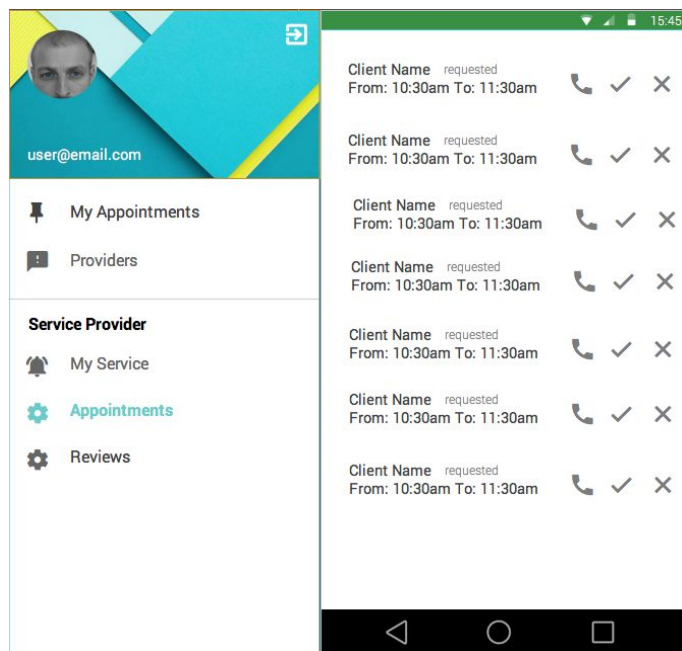 user@email.com
My Appointments
Providers
Service Provider
My Service
Appointments
Reviews
15:45
Client Name requested
From: 10:30am To: 11:30am
Client Name requested
From: 10:30am To: 11:30am
Client Name requested
From: 10:30am To: 11:30am
Client Name requested
From: 10:30am To: 11:30am
Client Name requested
From: 10:30am To: 11:30am
Client Name requested
From: 10:30am To: 11:30am
Client Name requested
From: 10:30am To: 11:30am